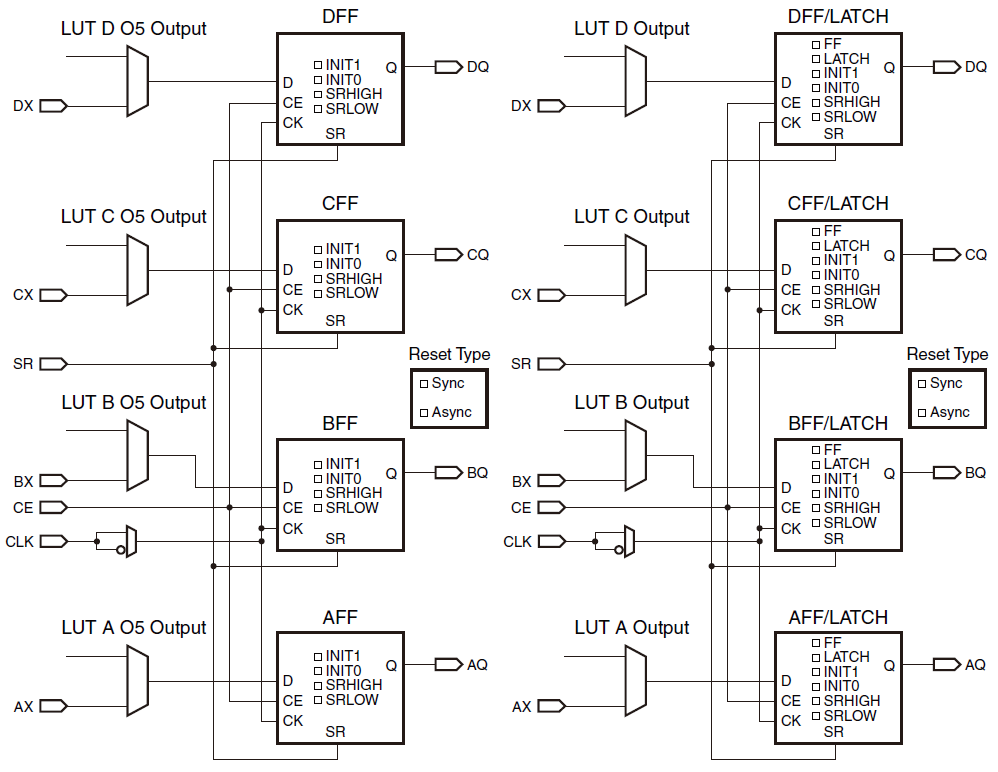 DFF
LUT D O5 Output
INIT1
INIT0
SRHIGH
SRLOW
D
CE
CK
Q
SR
DX
DQ
CFF
LUT C O5 Output
INIT1
INIT0
SRHIGH
SRLOW
D
CE
CK
Q
SR
CX
CQ
SR
Reset Type
Sync
Async
LUT B O5 Output
BFF
INIT1
INIT0
SRHIGH
SRLOW
D
CE
CK
Q
SR
BX
BQ
CE
CLK
AFF
LUT A O5 Output
INIT1
INIT0
SRHIGH
SRLOW
D
CE
CK
Q
SR
AX
AQ
DFF/LATCH
LUT D Output
FF
LATCH
INIT1
INIT0
SRHIGH
SRLOW
D
CE
CK
Q
SR
DX
DQ
CFF/LATCH
LUT C Output
FF
LATCH
INIT1
INIT0
SRHIGH
SRLOW
D
CE
CK
Q
SR
CX
CQ
SR
Reset Type
Sync
Async
LUT B Output
BFF/LATCH
FF
LATCH
INIT1
INIT0
SRHIGH
SRLOW
D
CE
CK
Q
SR
BX
BQ
CE
CLK
AFF/LATCH
LUT A Output
FF
LATCH
INIT1
INIT0
SRHIGH
SRLOW
D
CE
CK
Q
SR
AX
AQ